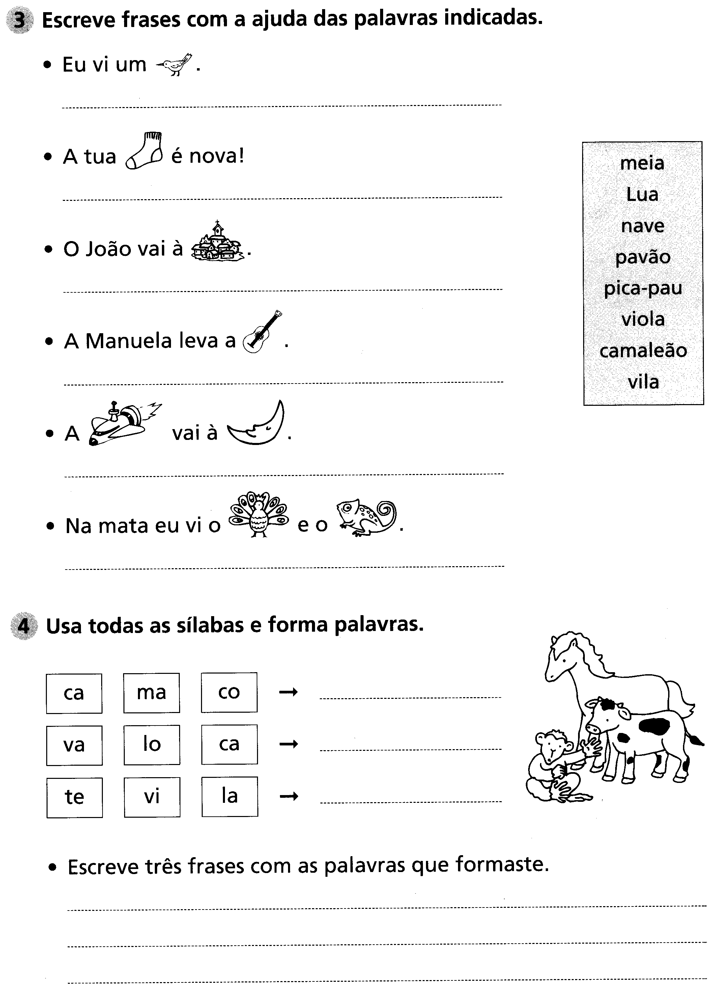 3 Escreve frases com a ajuda das palavras indicadas.
• Eu vi um .
• A tua é nova!
• O João vai à .
• A Manuela leva a .
• A vai à .
• Na mata eu vi o e o .
meia
Lua
nave
pavão
pica-pau
viola
camaleão
vila
4 Usa todas as sílabas e forma palavras.
ca ma co →
va lo ca →
te vi la →
• Escreve três frases com as palavras que formaste.